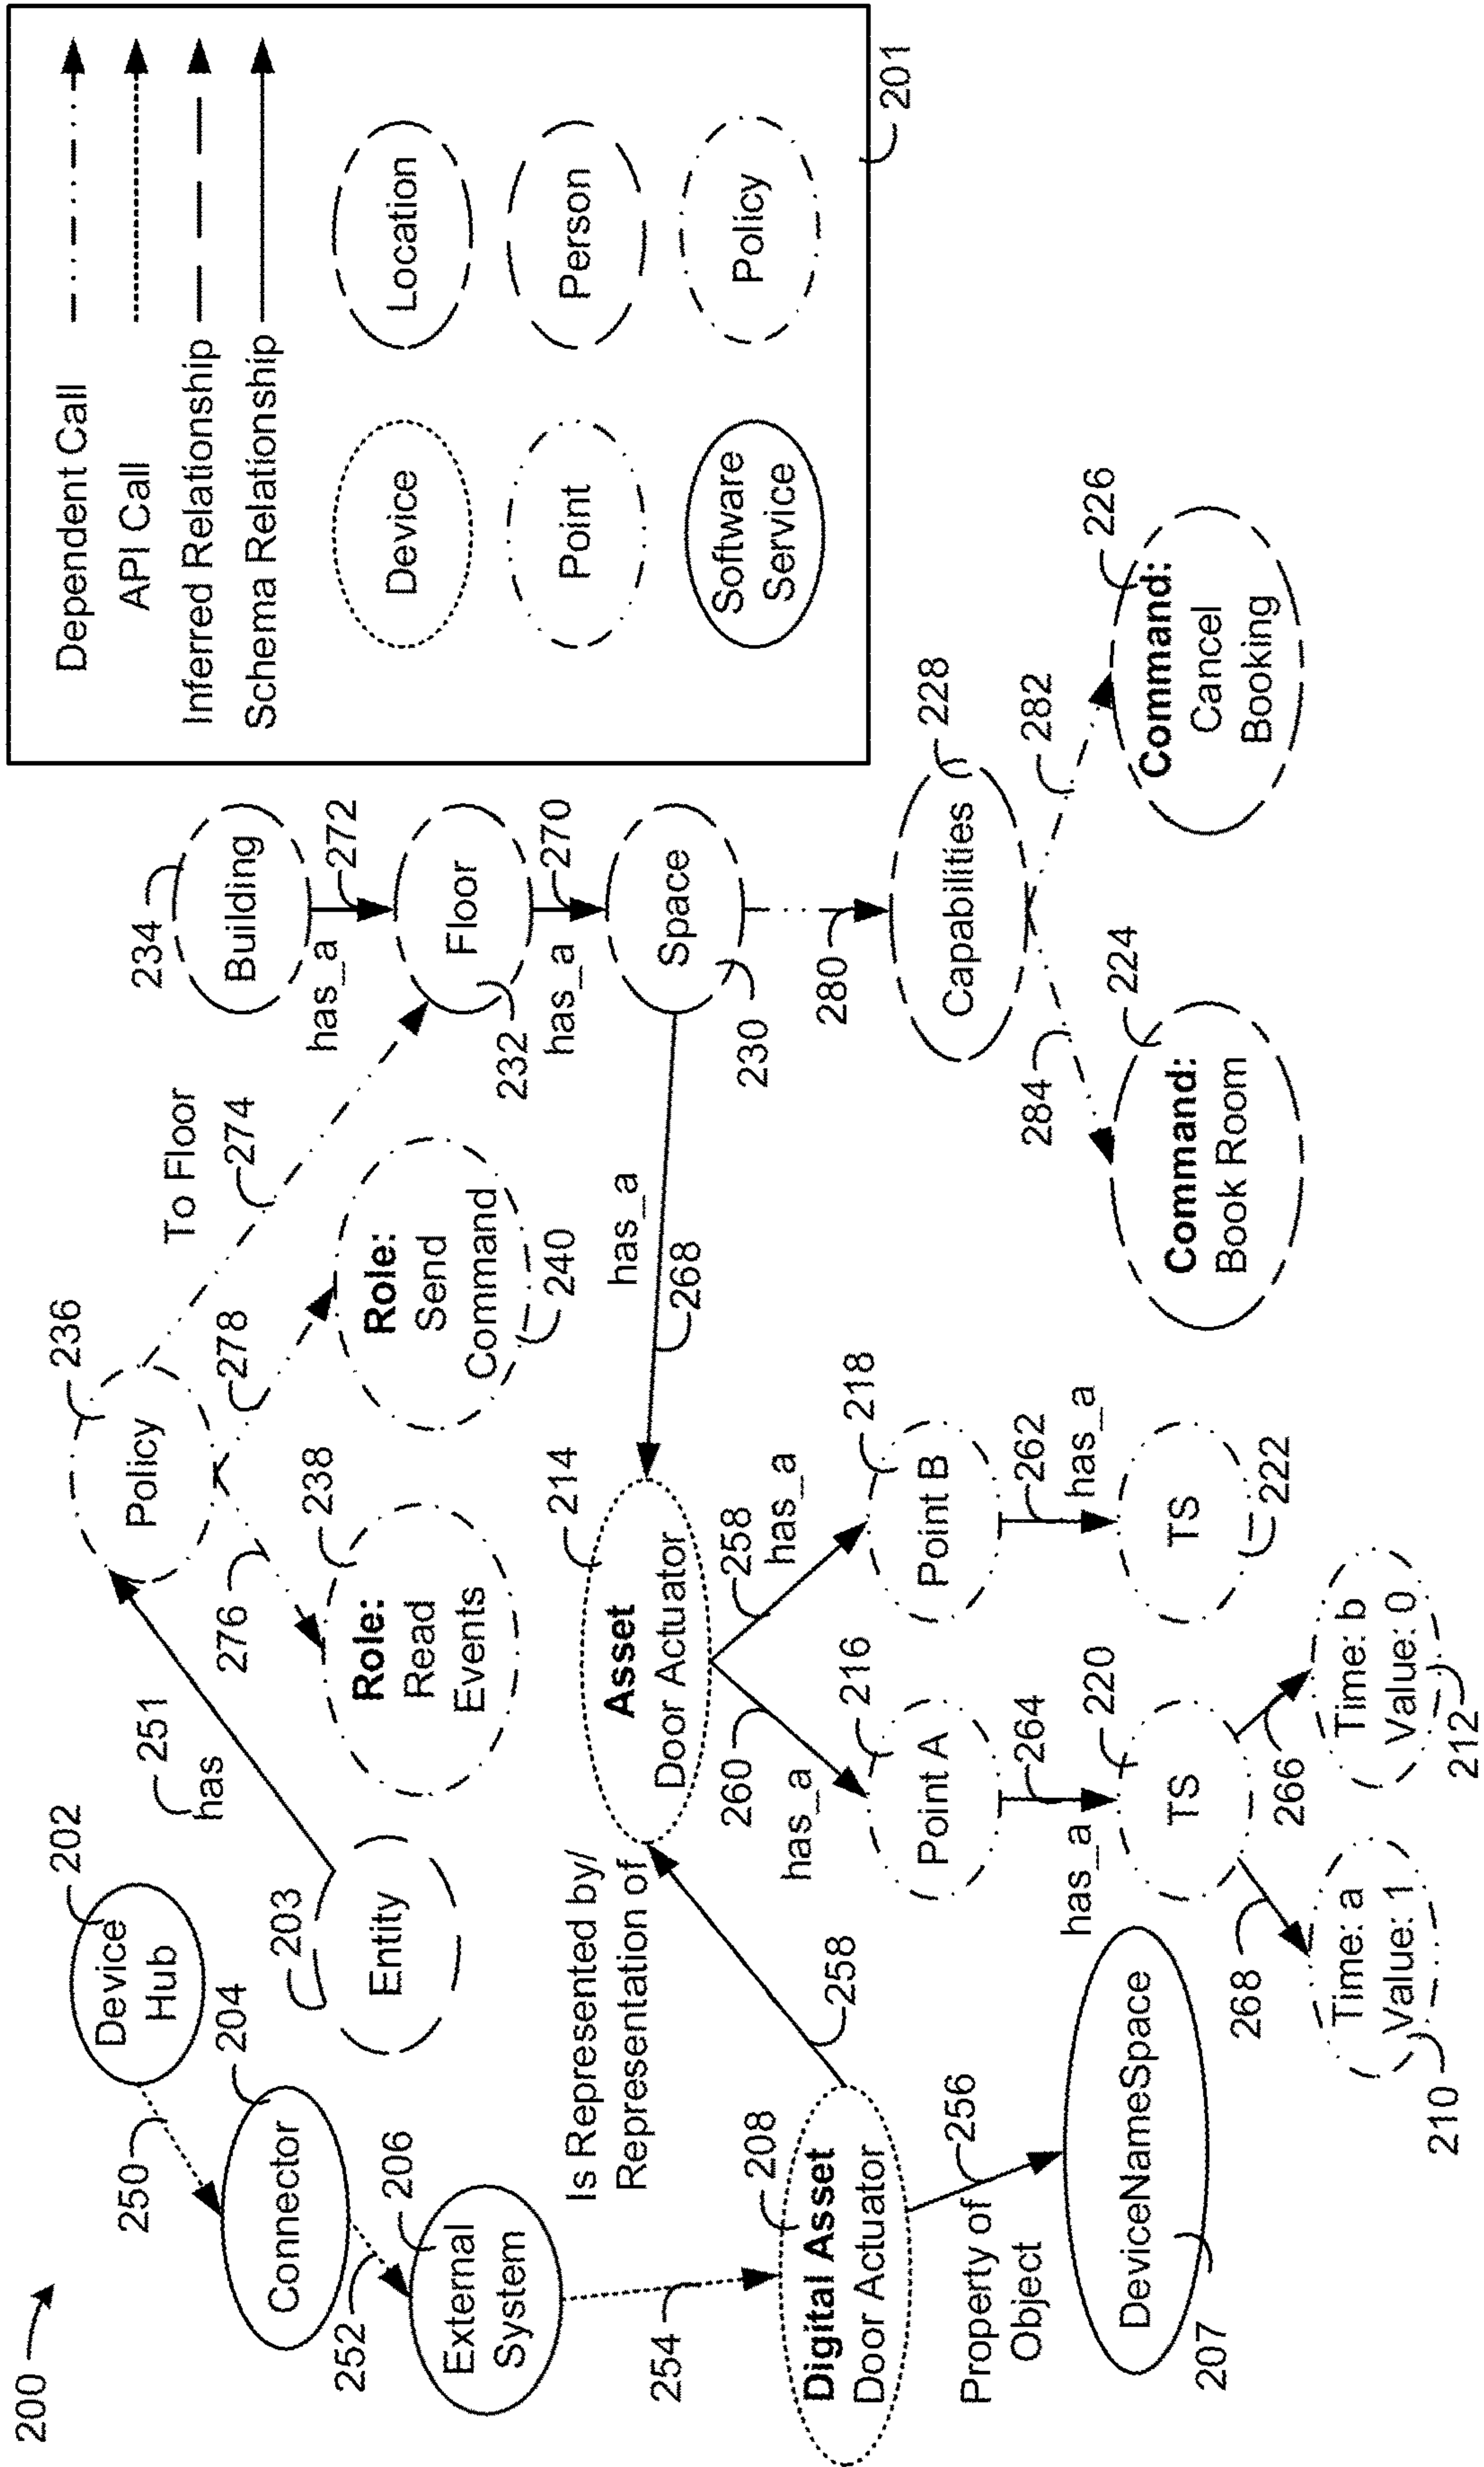 200
Device
Hub
202
250
Connector
204
252
External
System
206
254
Entity
203
251
has
Policy
236
276
278
To Floor
274
Role:
Read
Events
238
Role:
Send
Command
240
Building
234
has_a
272
Floor
232
has_a
270
Space
230
has_a
268
280
Capabilities
228
284
282
Command:
Book Room
224
Command:
Cancel
Booking
226
Is Represented by/
Representation of
258
Digital Asset
Door Actuator
208
Property of
Object
256
DeviceNameSpace
207
Asset
Door Actuator
214
260
has_a
258
has_a
Point A
216
Point B
218
has_a
264
262
has_a
TS
220
TS
222
268
266
Time: a
Value: 1
210
Time: b
Value: 0
212
Dependent Call
API Call
Inferred Relationship
Schema Relationship
Device
Location
Point
Person
Software
Service
Policy
201